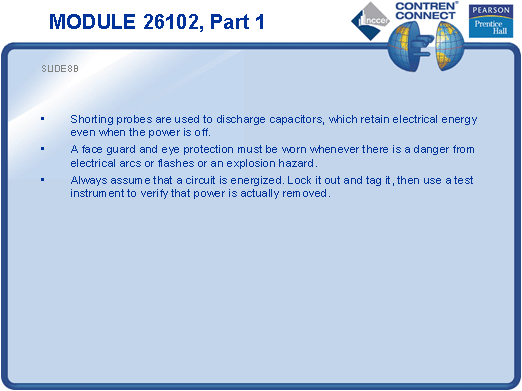 MODULE 26102, Part 1
nccer
CONTREN®
CONNECT
PEARSON
Prentice
Hall
SLIDE 8B
• Shorting probes are used to discharge capacitors, which retain electrical energy
even when the power is off.
• A face guard and eye protection must be worn whenever there is a danger from
electrical arcs or flashes or an explosion hazard.
• Always assume that a circuit is energized. Lock it out and tag it, then use a test
instrument to verify that power is actually removed.